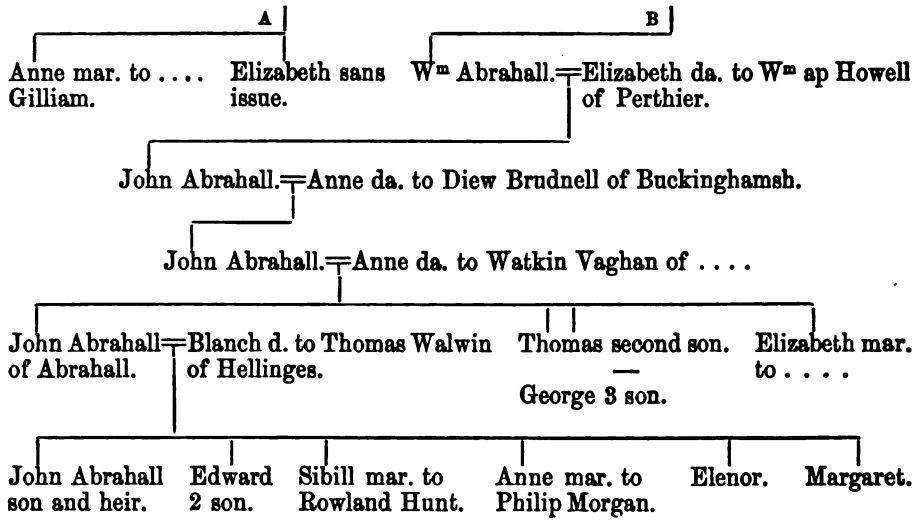 A B
Anne mar. to .... Elizabeth sans Wᵐ Abrahall.=Elizabeth da. to Wᵐ ap Howell
Gilliam. issue. of Perthier.
John Abrahall.=Anne da. to Diew Brudnell of Buckinghamsh.
John Abrahall.=Anne da. to Watkin Vaghan of ....
John Abrahall=Blanch d. to Thomas Walwin Thomas second son. Elizabeth mar.
of Abrahall. of Hellinges. — to ....
George 3 son.
John Abrahall Edward Sibill mar. to Anne mar. to Elenor. Margaret.
son and heir. 2 son. Rowland Hunt. Philip Morgan.